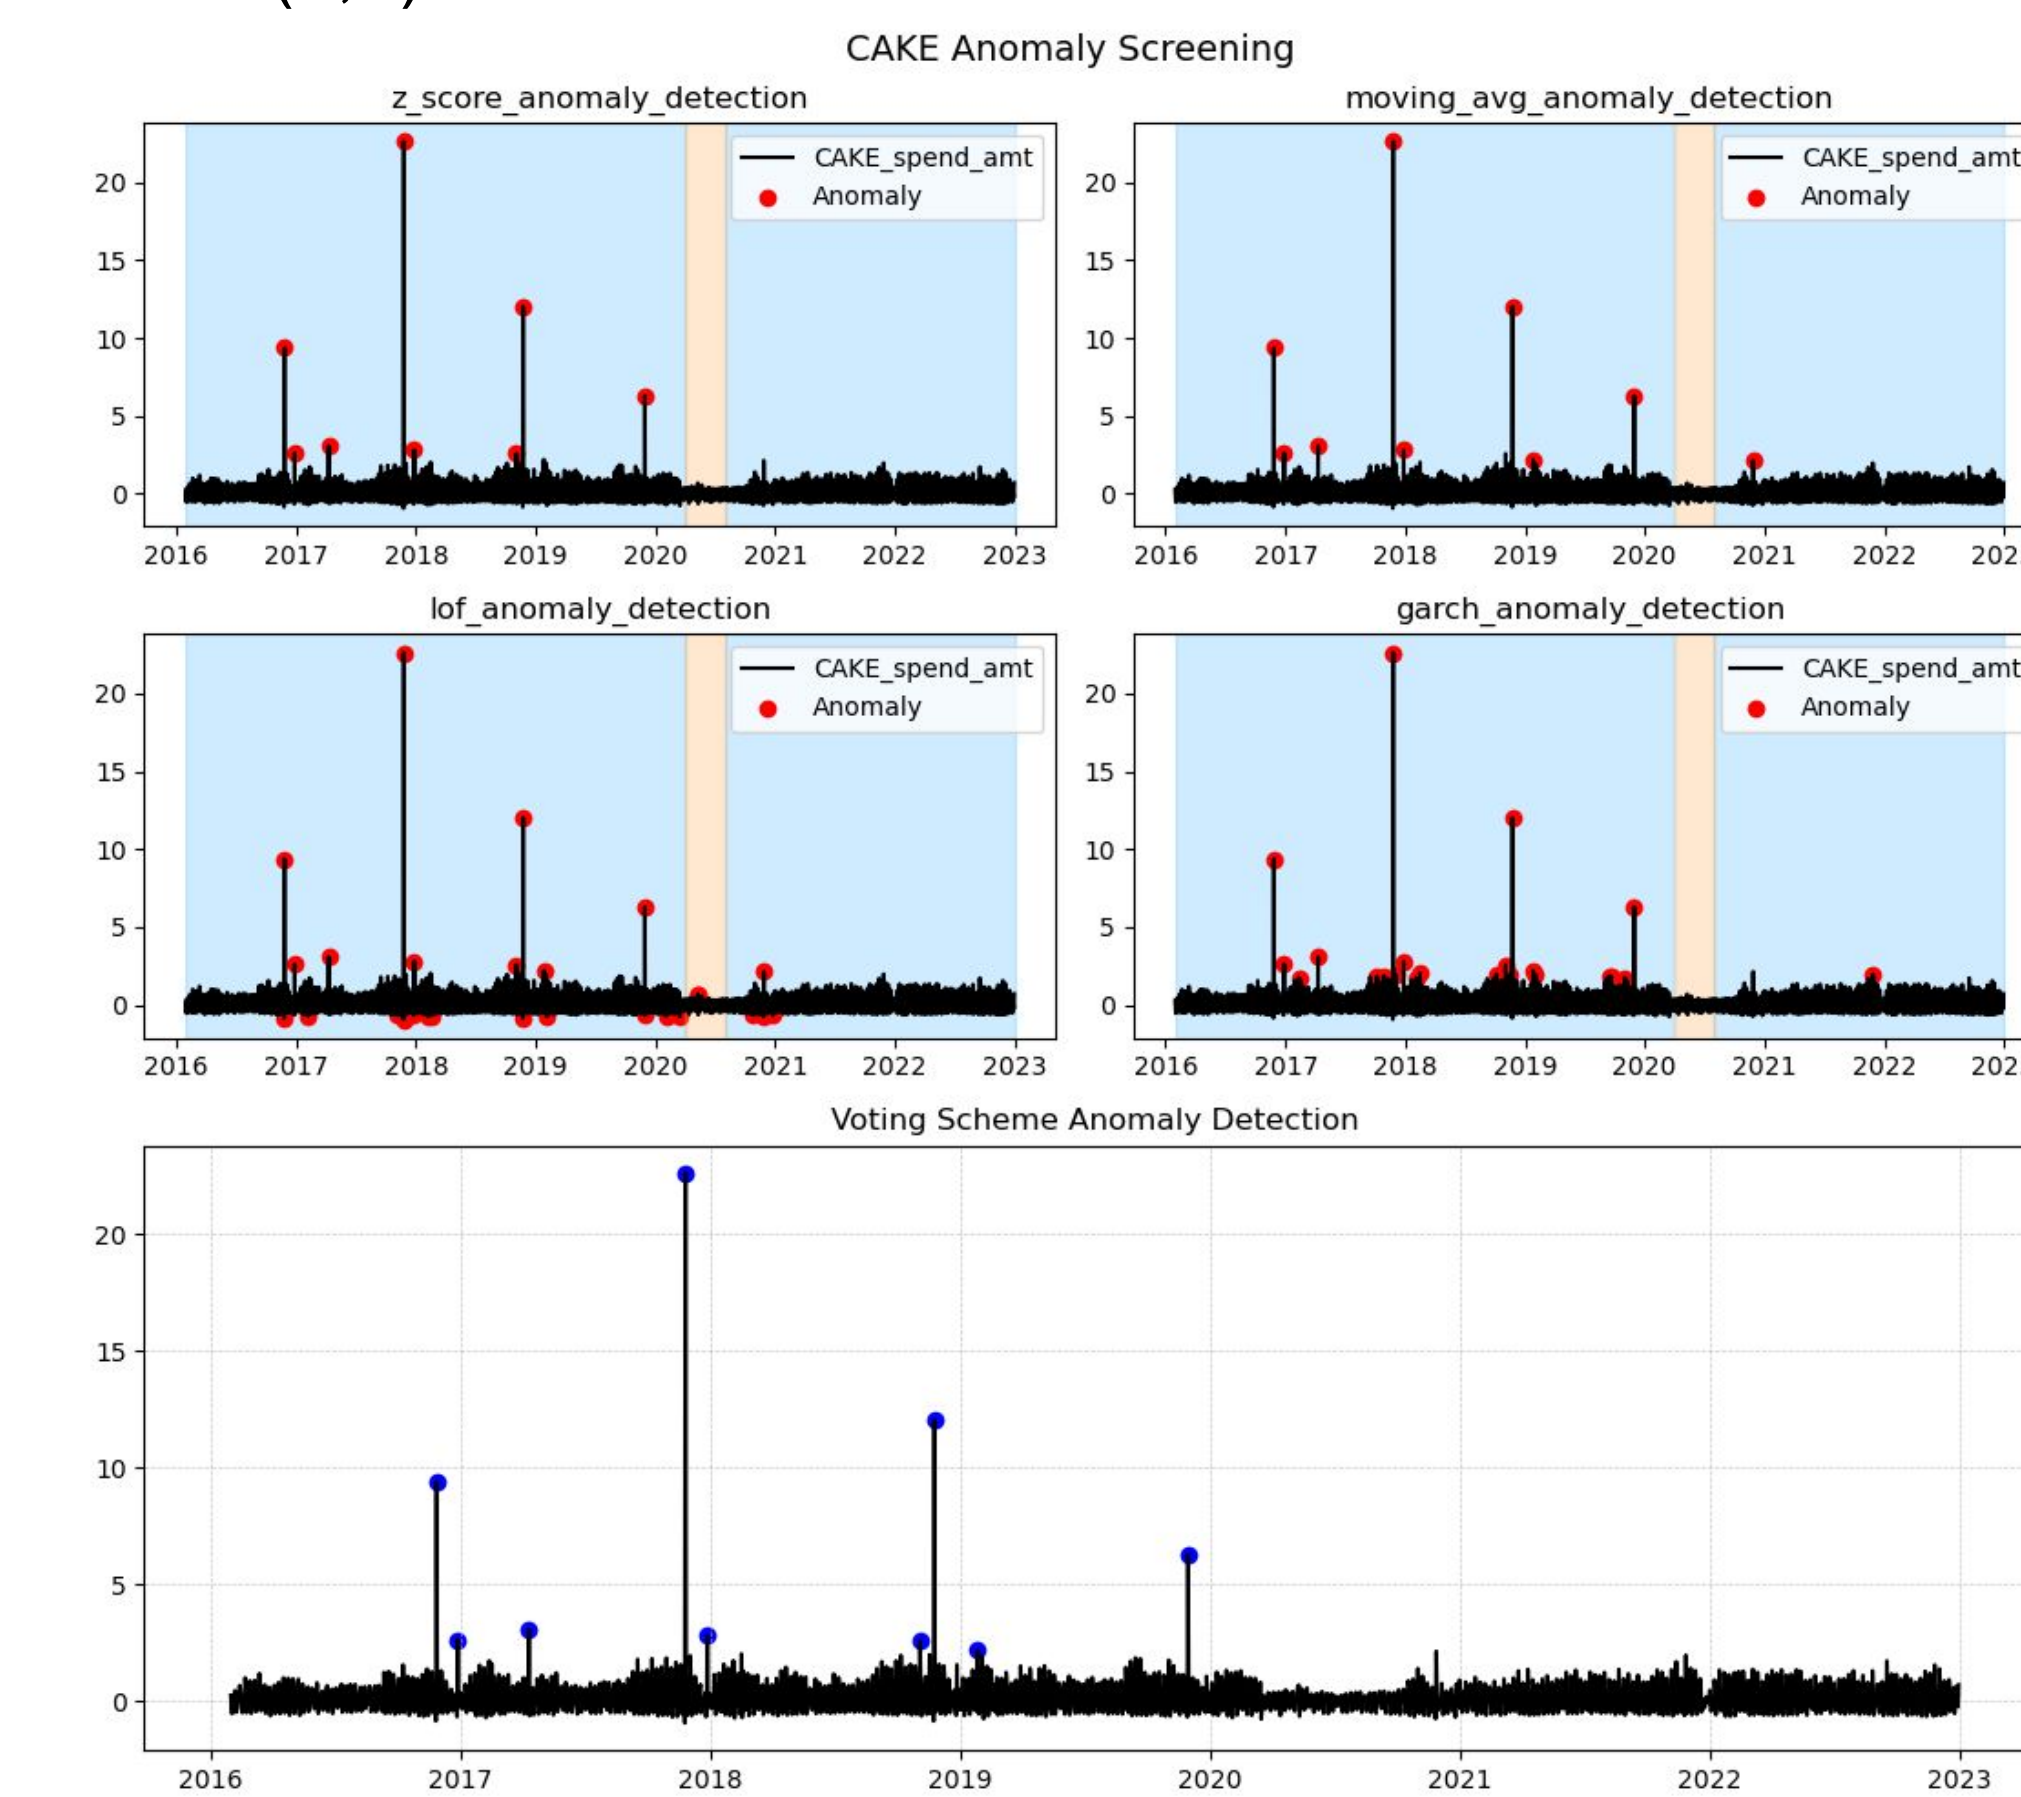 CAKE Anomaly Screening
z_score_anomaly_detection
CAKE_spend_amt
Anomaly
20
15
10
5
0
2016 2017 2018 2019 2020 2021 2022 2023
moving_avg_anomaly_detection
CAKE_spend_amt
Anomaly
20
15
10
5
0
2016 2017 2018 2019 2020 2021 2022 202
lof_anomaly_detection
CAKE_spend_amt
Anomaly
20
15
10
5
0
2016 2017 2018 2019 2020 2021 2022 2023
garch_anomaly_detection
CAKE_spend_amt
Anomaly
20
15
10
5
0
2016 2017 2018 2019 2020 2021 2022 202
Voting Scheme Anomaly Detection
20
15
10
5
0
2016 2017 2018 2019 2020 2021 2022 2023